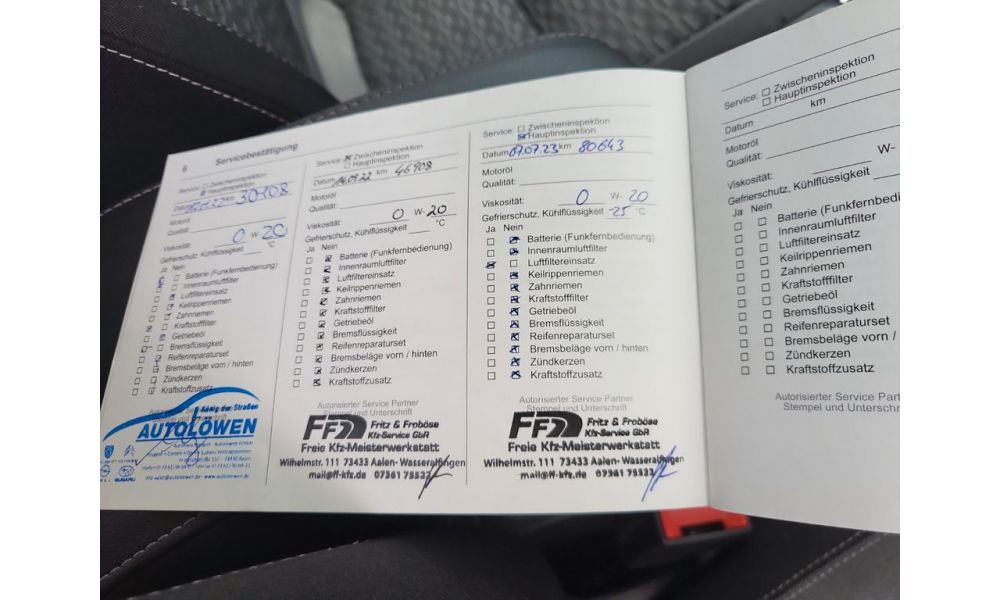 6 Servicebestätigung
Service: Zwischeninspektion
Hauptinspektion
Datum 01.22 km 30108
Motoröl
Qualität:
Viskosität: 0 W-20
Gefrierschutz, Kühlflüssigkeit °C
Ja Nein
Batterie (Funkfernbedienung)
Innenraumluftfilter
Luftfiltereinsatz
Keilrippenriemen
Zahnriemen
Kraftstofffilter
Getriebeöl
Bremsflüssigkeit
Reifenreparaturset
Bremsbeläge vorn / hinten
Zündkerzen
Kraftstoffzusatz
König der Straßen
AUTOLÖWEN
Service: Zwischeninspektion
Hauptinspektion
Datum 14.09.22 km 46908
Motoröl
Qualität:
Viskosität: 0 W-20
Gefrierschutz, Kühlflüssigkeit °C
Ja Nein
Batterie (Funkfernbedienung)
Innenraumluftfilter
Luftfiltereinsatz
Keilrippenriemen
Zahnriemen
Kraftstofffilter
Getriebeöl
Bremsflüssigkeit
Reifenreparaturset
Bremsbeläge vorn / hinten
Zündkerzen
Kraftstoffzusatz
Autorisierter Service Partner
Stempel und Unterschrift
FF Fritz & Froböse
Kfz-Service GbR
Freie Kfz-Meisterwerkstatt
Wilhelmstr. 111 73433 Aalen-Wasseralfingen
mail@ff-kfz.de 07361 75533
Service: Zwischeninspektion
Hauptinspektion
Datum 07.07.23 km 80643
Motoröl
Qualität:
Viskosität: 0 W-20
Gefrierschutz, Kühlflüssigkeit -25 °C
Ja Nein
Batterie (Funkfernbedienung)
Innenraumluftfilter
Luftfiltereinsatz
Keilrippenriemen
Zahnriemen
Kraftstofffilter
Getriebeöl
Bremsflüssigkeit
Reifenreparaturset
Bremsbeläge vorn / hinten
Zündkerzen
Kraftstoffzusatz
Autorisierter Service Partner
Stempel und Unterschrift
FF Fritz & Froböse
Kfz-Service GbR
Freie Kfz-Meisterwerkstatt
Wilhelmstr. 111 73433 Aalen-Wasseralfingen
mail@ff-kfz.de 07361 75533
Service: Zwischeninspektion
Hauptinspektion
Datum km
Motoröl
Qualität:
Viskosität: W-
Gefrierschutz, Kühlflüssigkeit
Ja Nein
Batterie (Funkfernbedi
Innenraumluftfilter
Luftfiltereinsatz
Keilrippenriemen
Zahnriemen
Kraftstofffilter
Getriebeöl
Bremsflüssigkeit
Reifenreparaturset
Bremsbeläge vorn /
Zündkerzen
Kraftstoffzusatz
Autorisierter Service Par
Stempel und Untersch